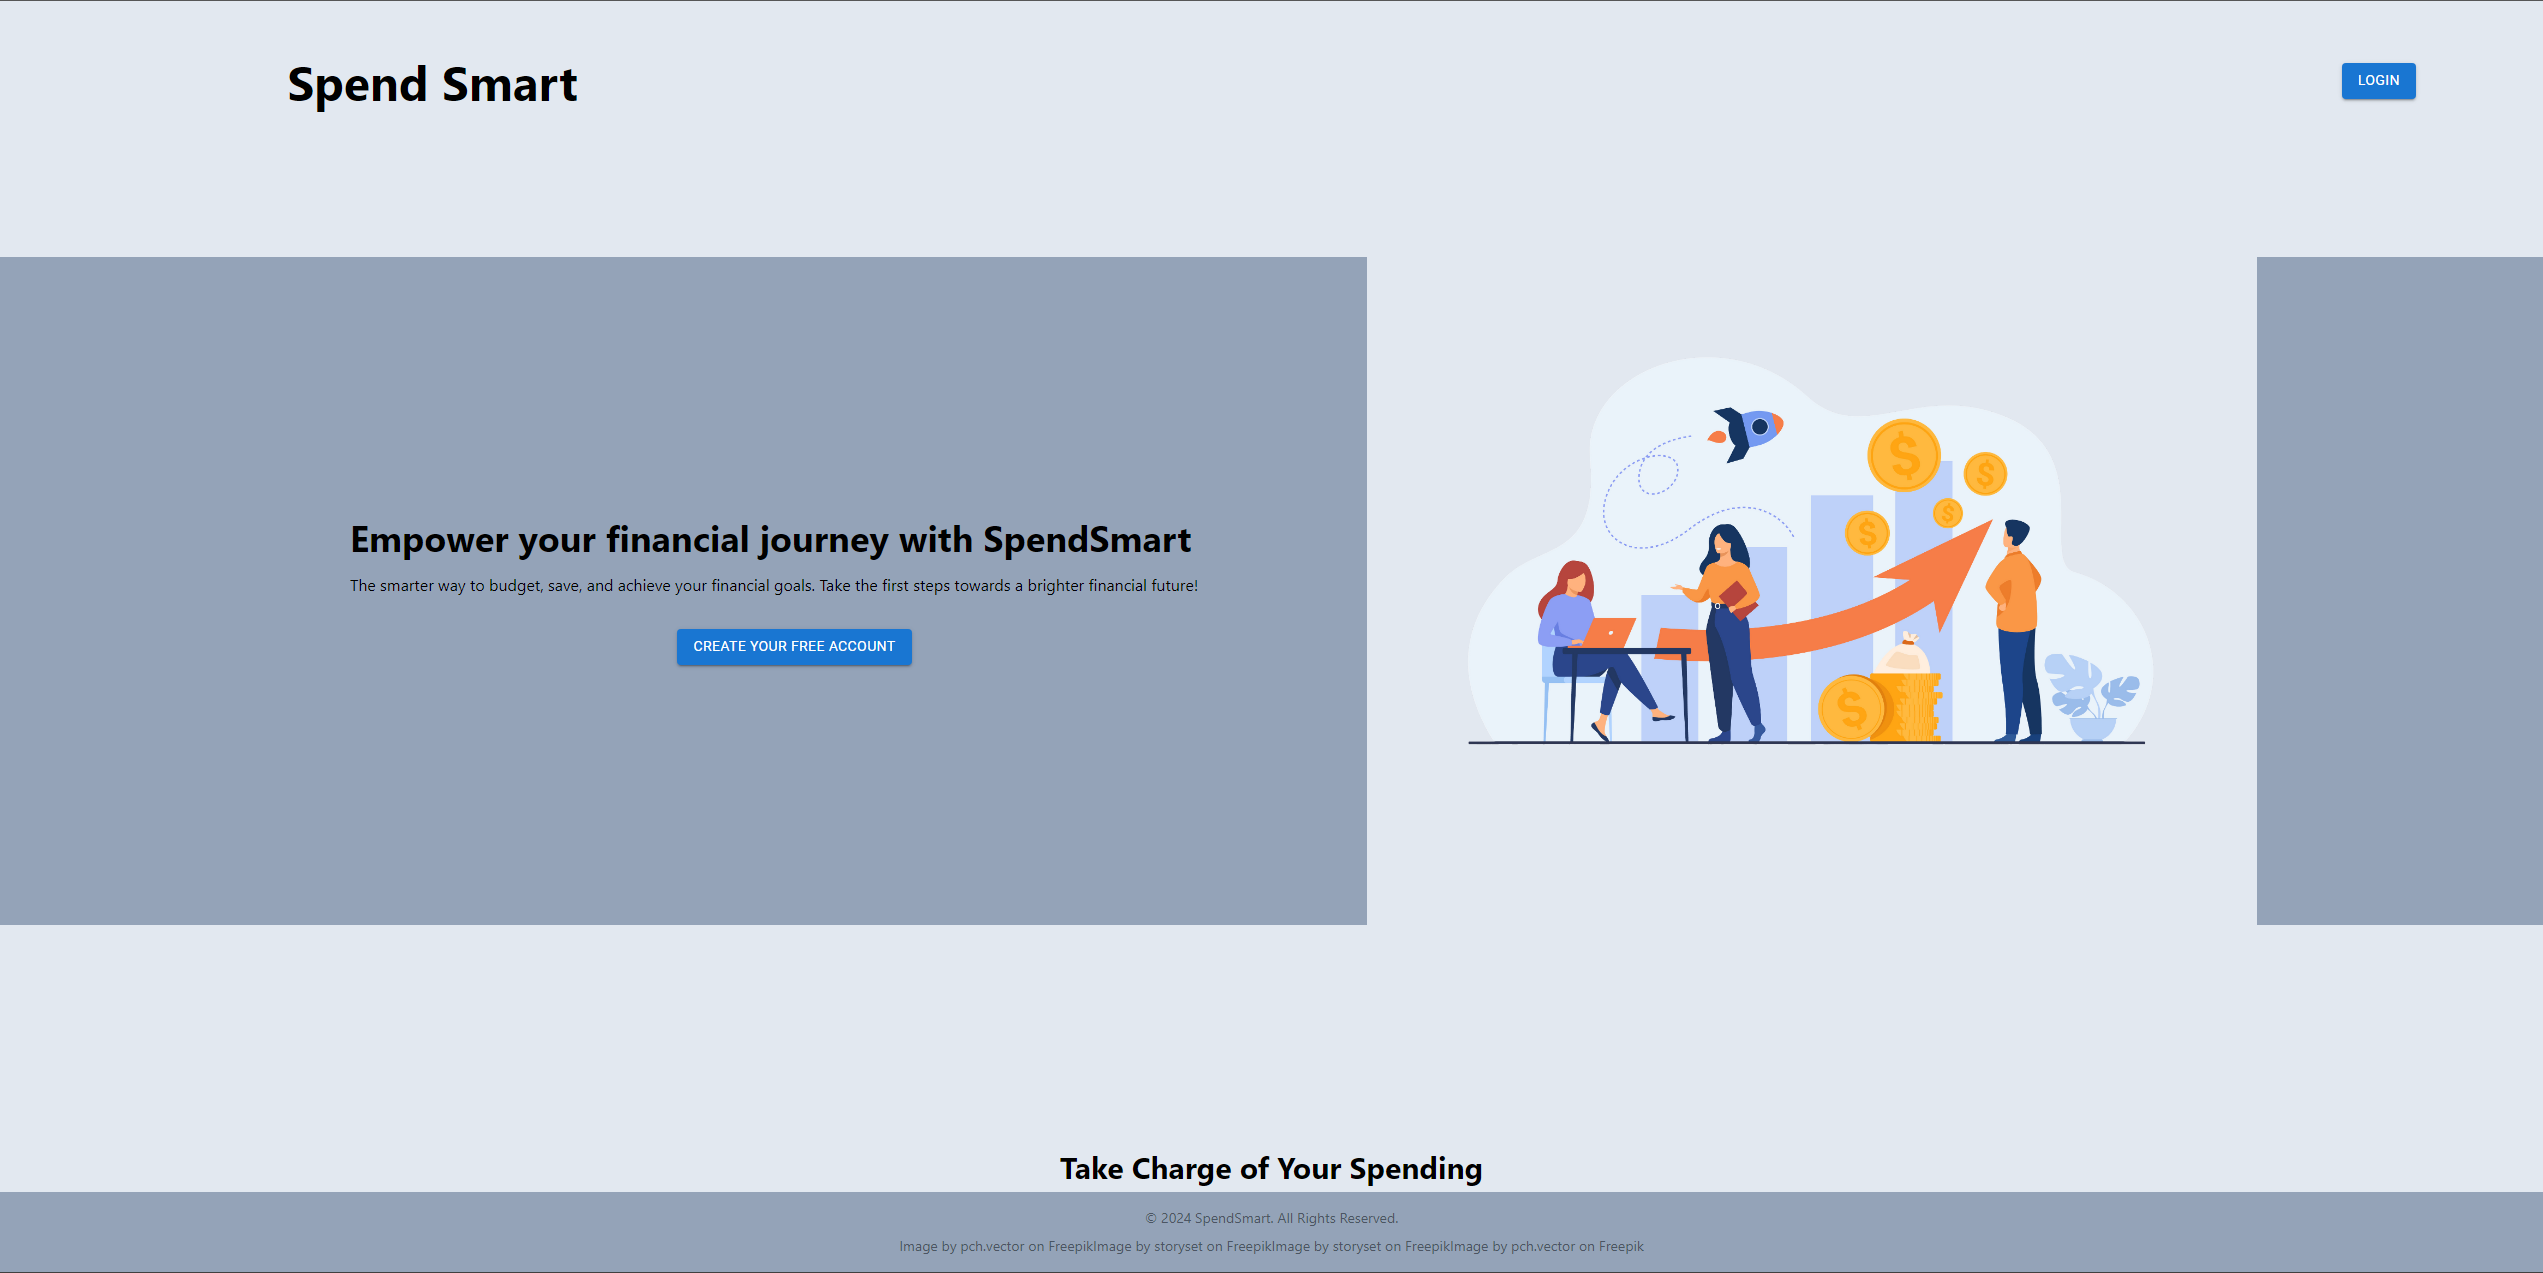 Spend Smart
LOGIN
Empower your financial journey with SpendSmart
The smarter way to budget, save, and achieve your financial goals. Take the first steps towards a brighter financial future!
CREATE YOUR FREE ACCOUNT
$
$
$
$
$
Take Charge of Your Spending
© 2024 SpendSmart. All Rights Reserved.
Image by pch.vector on FreepikImage by storyset on FreepikImage by storyset on FreepikImage by pch.vector on Freepik